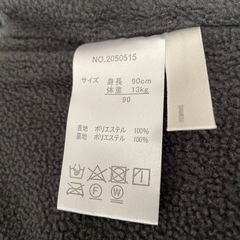 NO.2050515
サイズ 身長 90cm
体重 13kg
90
表地 ポリエステル 100%
裏地 ポリエステル 100%